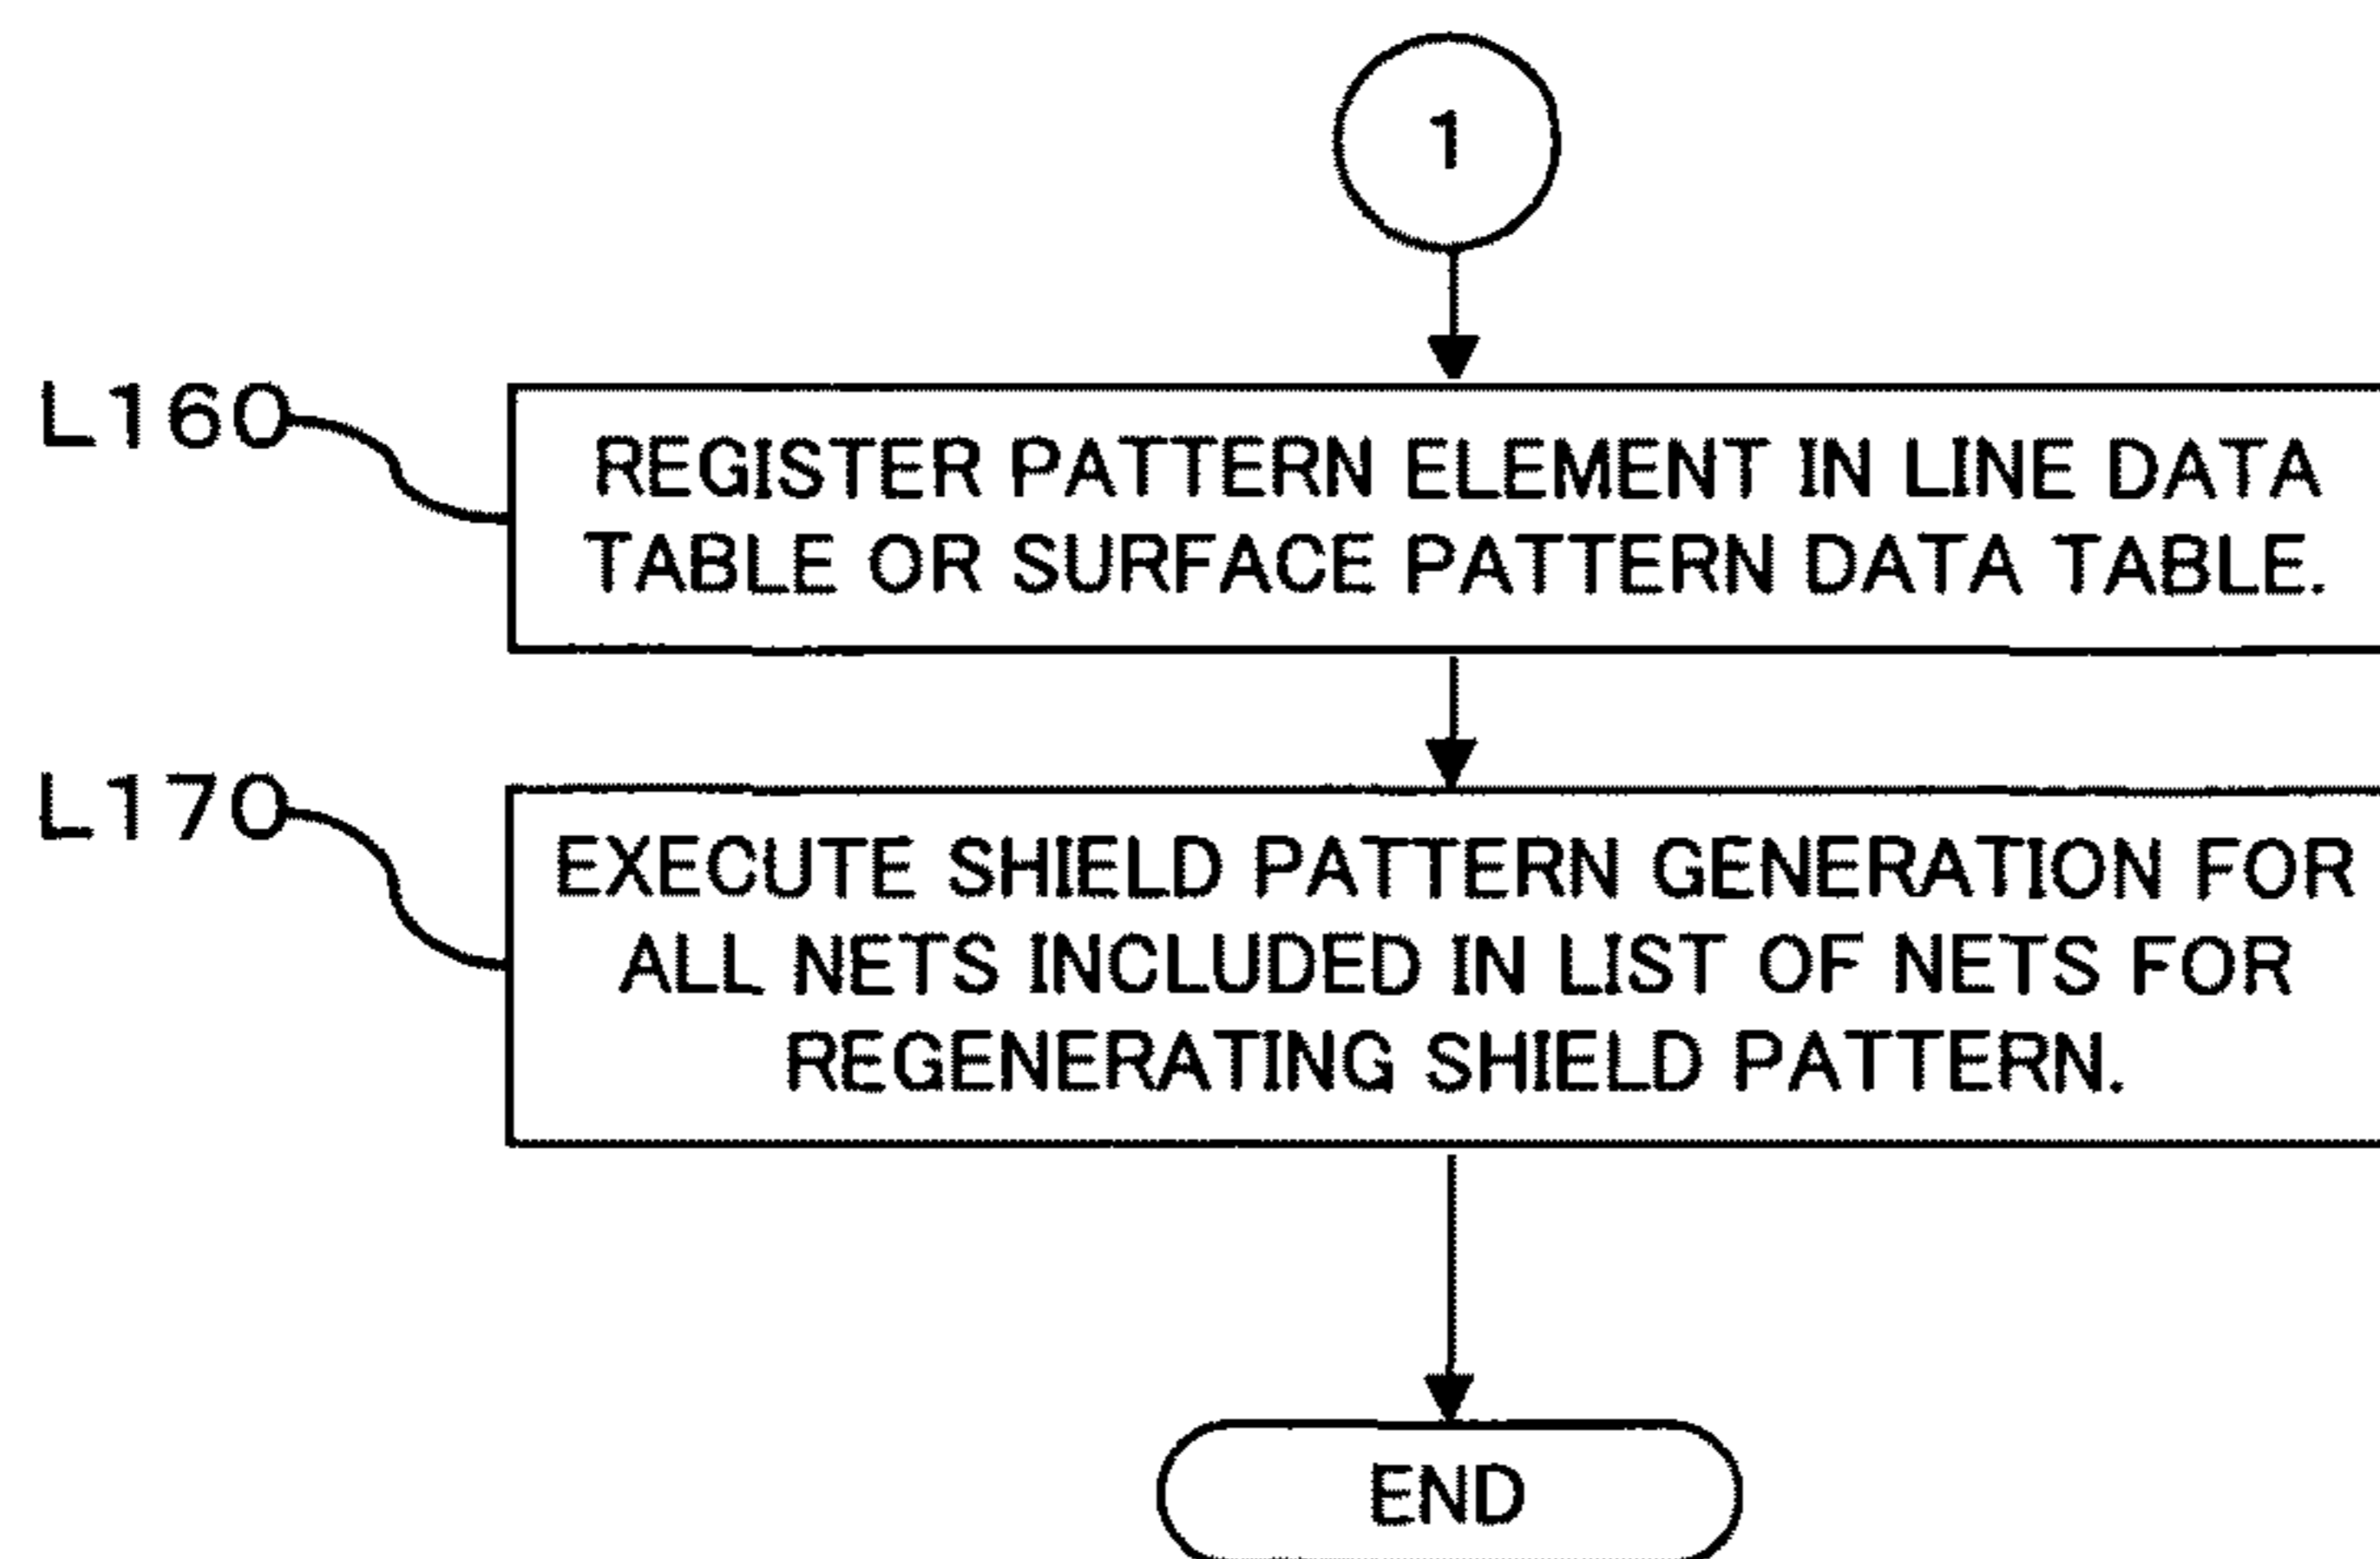 1
L160
REGISTER PATTERN ELEMENT IN LINE DATA
TABLE OR SURFACE PATTERN DATA TABLE.
L170
EXECUTE SHIELD PATTERN GENERATION FOR
ALL NETS INCLUDED IN LIST OF NETS FOR
REGENERATING SHIELD PATTERN.
END